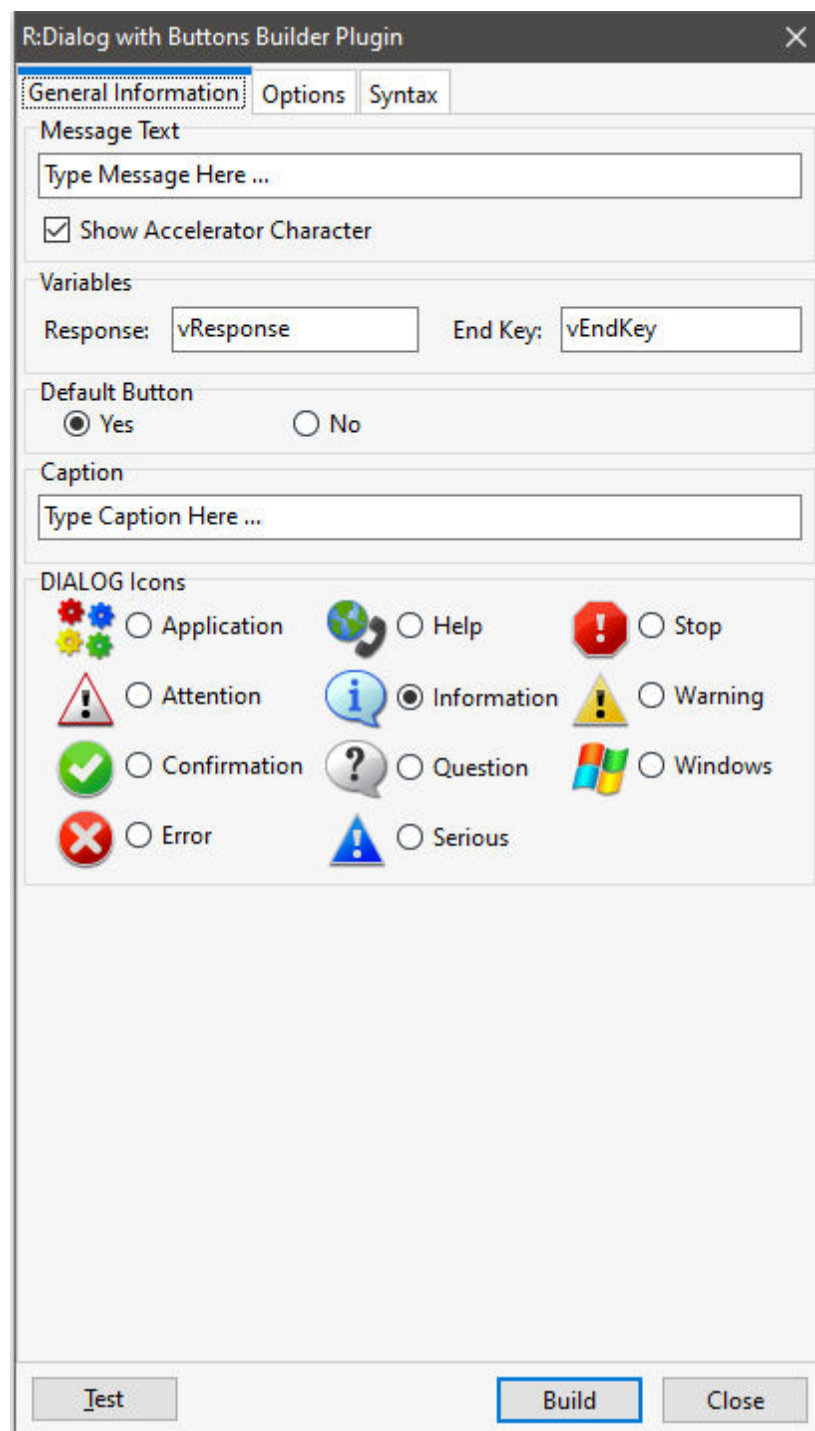 R:Dialog with Buttons Builder Plugin
General Information Options Syntax
Message Text
Type Message Here ...
Show Accelerator Character
Variables
Response: vResponse End Key: vEndKey
Default Button
Yes No
Caption
Type Caption Here ...
DIALOG Icons
Application Help Stop
Attention Information Warning
Confirmation Question Windows
Error Serious
Test Build Close